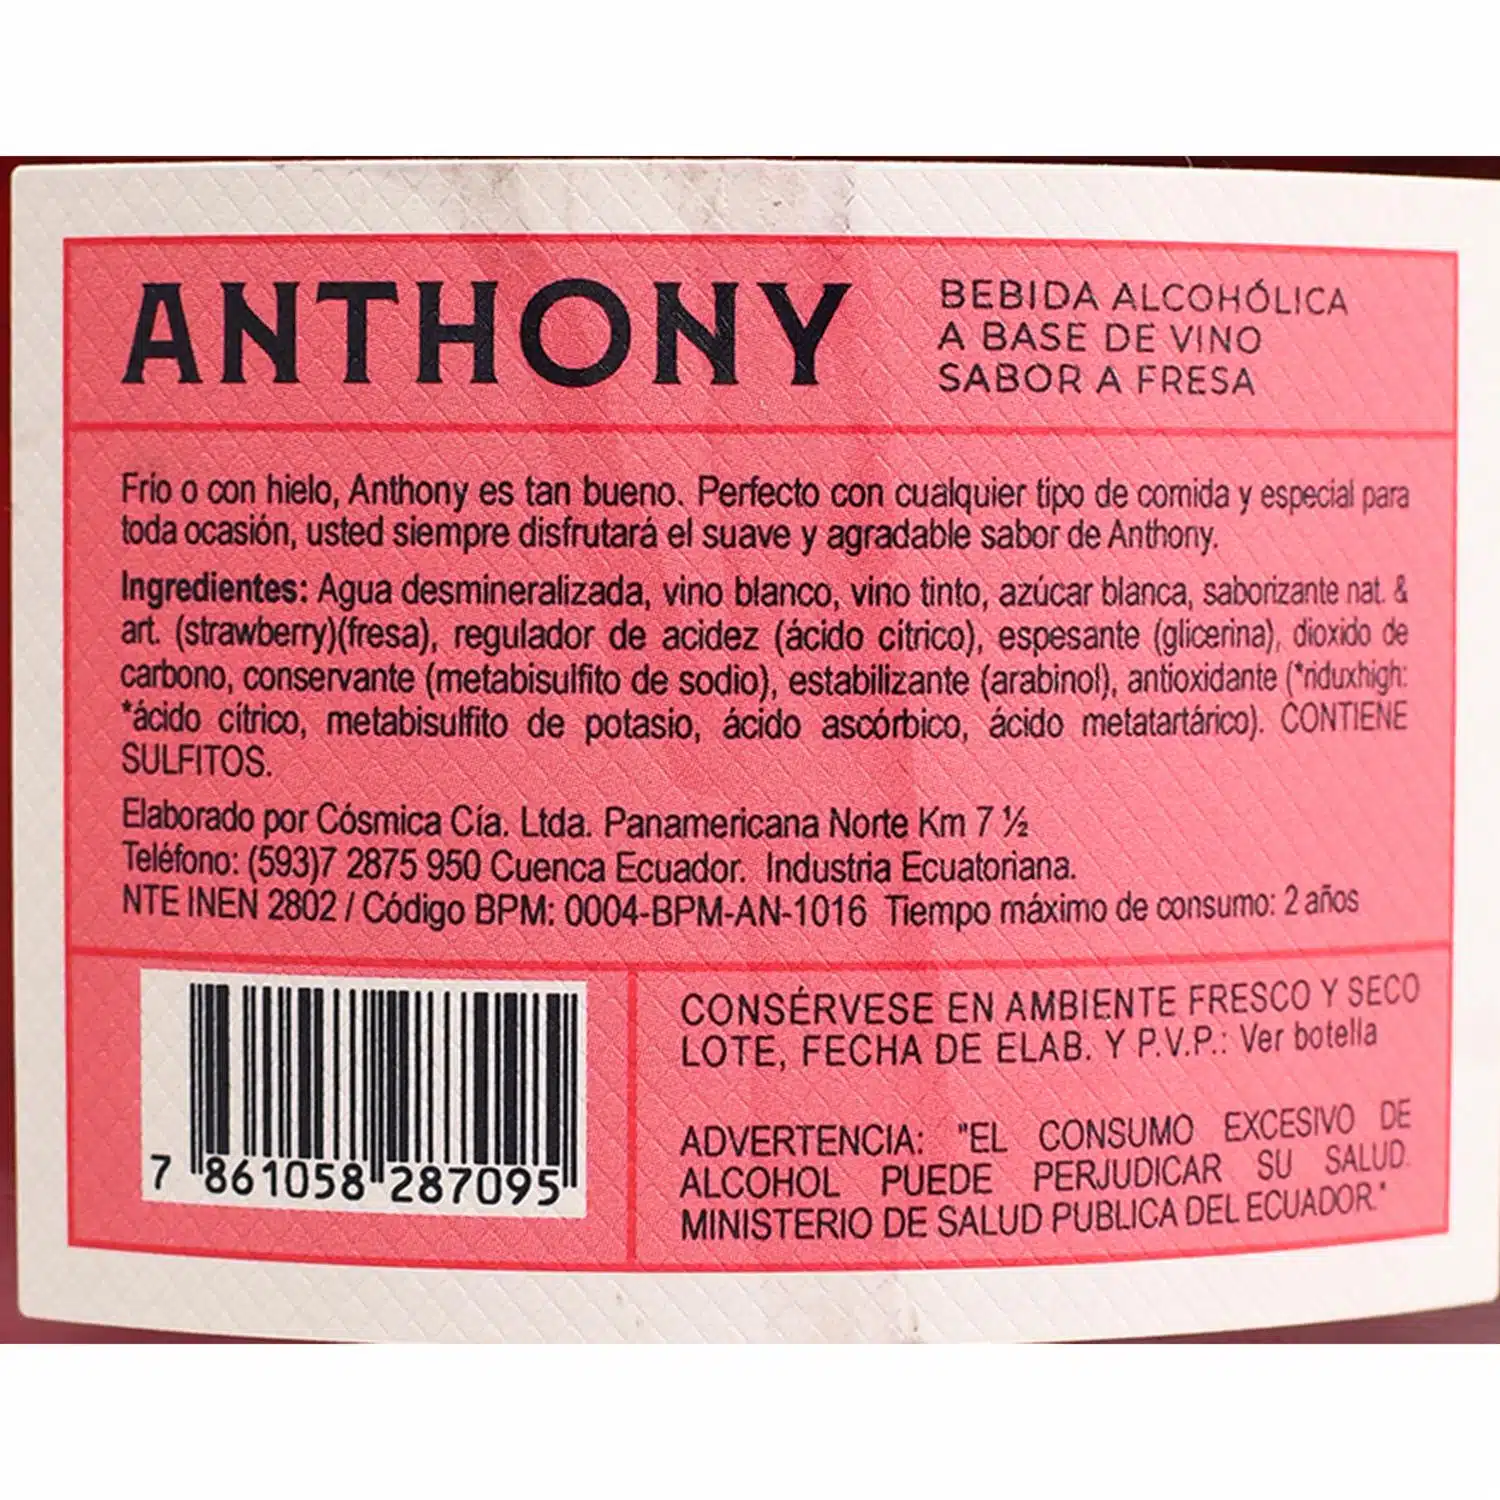 ANTHONY
BEBIDA ALCOHÓLICA
A BASE DE VINO
SABOR A FRESA
Frío o con hielo, Anthony es tan bueno. Perfecto con cualquier tipo de comida y especial para
toda ocasión, usted siempre disfrutará el suave y agradable sabor de Anthony.
Ingredientes: Agua desmineralizada, vino blanco, vino tinto, azúcar blanca, saborizante nat. &
art. (strawberry)(fresa), regulador de acidez (ácido cítrico), espesante (glicerina), dioxido de
carbono, conservante (metabisulfito de sodio), estabilizante (arabinol), antioxidante (*riduxhigh:
*ácido cítrico, metabisulfito de potasio, ácido ascórbico, ácido metatartárico). CONTIENE
SULFITOS.
Elaborado por Cósmica Cía. Ltda. Panamericana Norte Km 7 ½
Teléfono: (593)7 2875 950 Cuenca Ecuador. Industria Ecuatoriana.
NTE INEN 2802 / Código BPM: 0004-BPM-AN-1016 Tiempo máximo de consumo: 2 años
7 861058 287095
CONSÉRVESE EN AMBIENTE FRESCO Y SECO
LOTE, FECHA DE ELAB. Y P.V.P.: Ver botella
ADVERTENCIA: "EL CONSUMO EXCESIVO DE
ALCOHOL PUEDE PERJUDICAR SU SALUD.
MINISTERIO DE SALUD PUBLICA DEL ECUADOR."